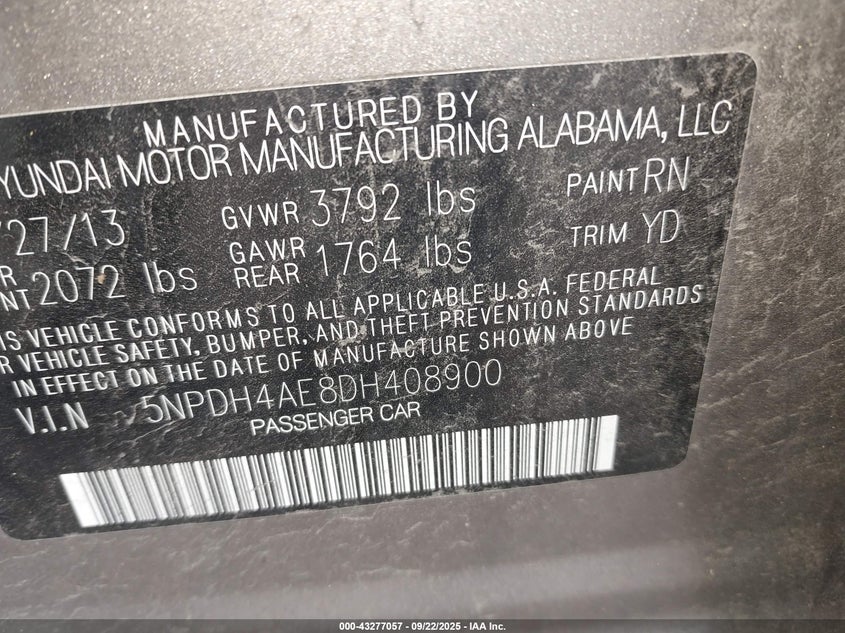 MANUFACTURED BY
YUNDAI MOTOR MANUFACTURING ALABAMA, LLC
27/13 GVWR 3792 lbs PAINT RN
R GAWR
NT 2072 lbs REAR 1764 lbs TRIM YD
IS VEHICLE CONFORMS TO ALL APPLICABLE U.S.A. FEDERAL
R VEHICLE SAFETY, BUMPER, AND THEFT PREVENTION STANDARDS
IN EFFECT ON THE DATE OF MANUFACTURE SHOWN ABOVE
V.I.N 5NPDH4AE8DH408900
PASSENGER CAR
000-43277057 - 09/22/2025 - IAA Inc.